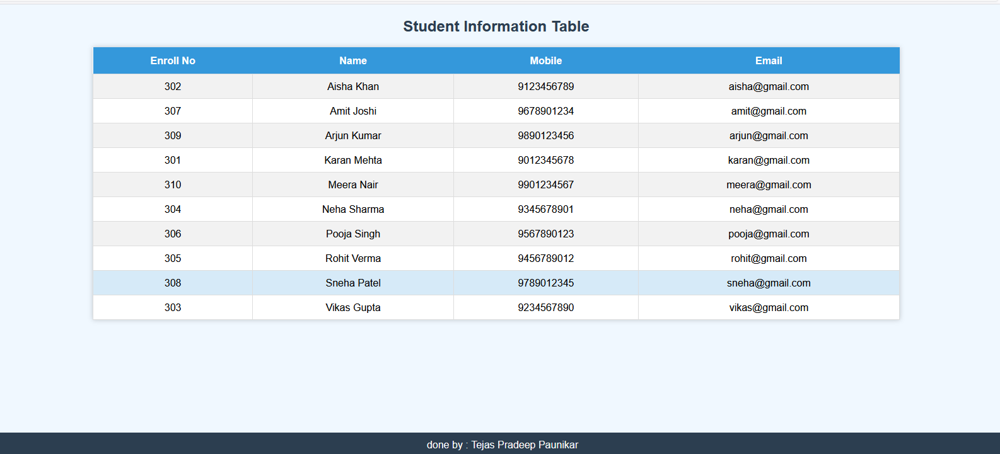 Student Information Table
Enroll No Name Mobile Email
302 Aisha Khan 9123456789 aisha@gmail.com
307 Amit Joshi 9678901234 amit@gmail.com
309 Arjun Kumar 9890123456 arjun@gmail.com
301 Karan Mehta 9012345678 karan@gmail.com
310 Meera Nair 9901234567 meera@gmail.com
304 Neha Sharma 9345678901 neha@gmail.com
306 Pooja Singh 9567890123 pooja@gmail.com
305 Rohit Verma 9456789012 rohit@gmail.com
308 Sneha Patel 9789012345 sneha@gmail.com
303 Vikas Gupta 9234567890 vikas@gmail.com
done by : Tejas Pradeep Paunikar